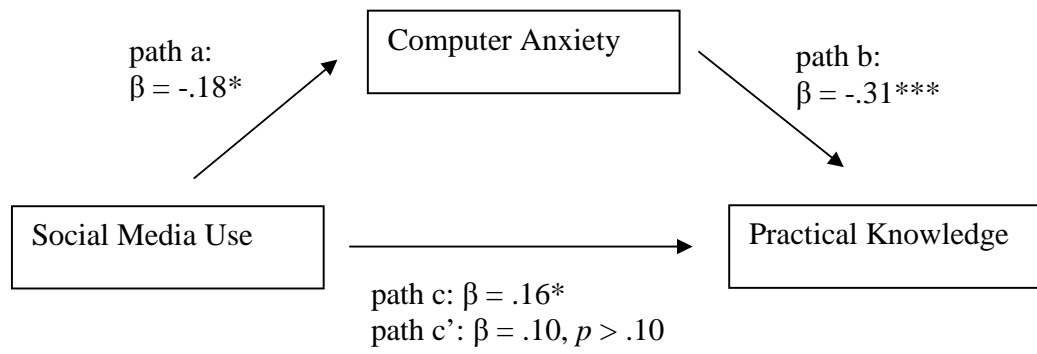 Computer Anxiety
path a:
β = -.18*
path b:
β = -.31***
Social Media Use
Practical Knowledge
path c: β = .16*
path c’: β = .10, p > .10